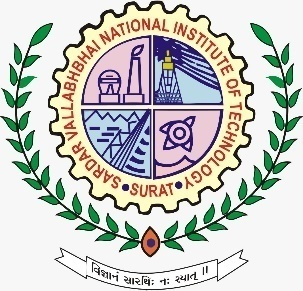 SARDAR VALLABHBHAI NATIONAL INSTITUTE OF TECHNOLOGY
• SURAT •
विज्ञानं सारथिः नः स्यात् ॥